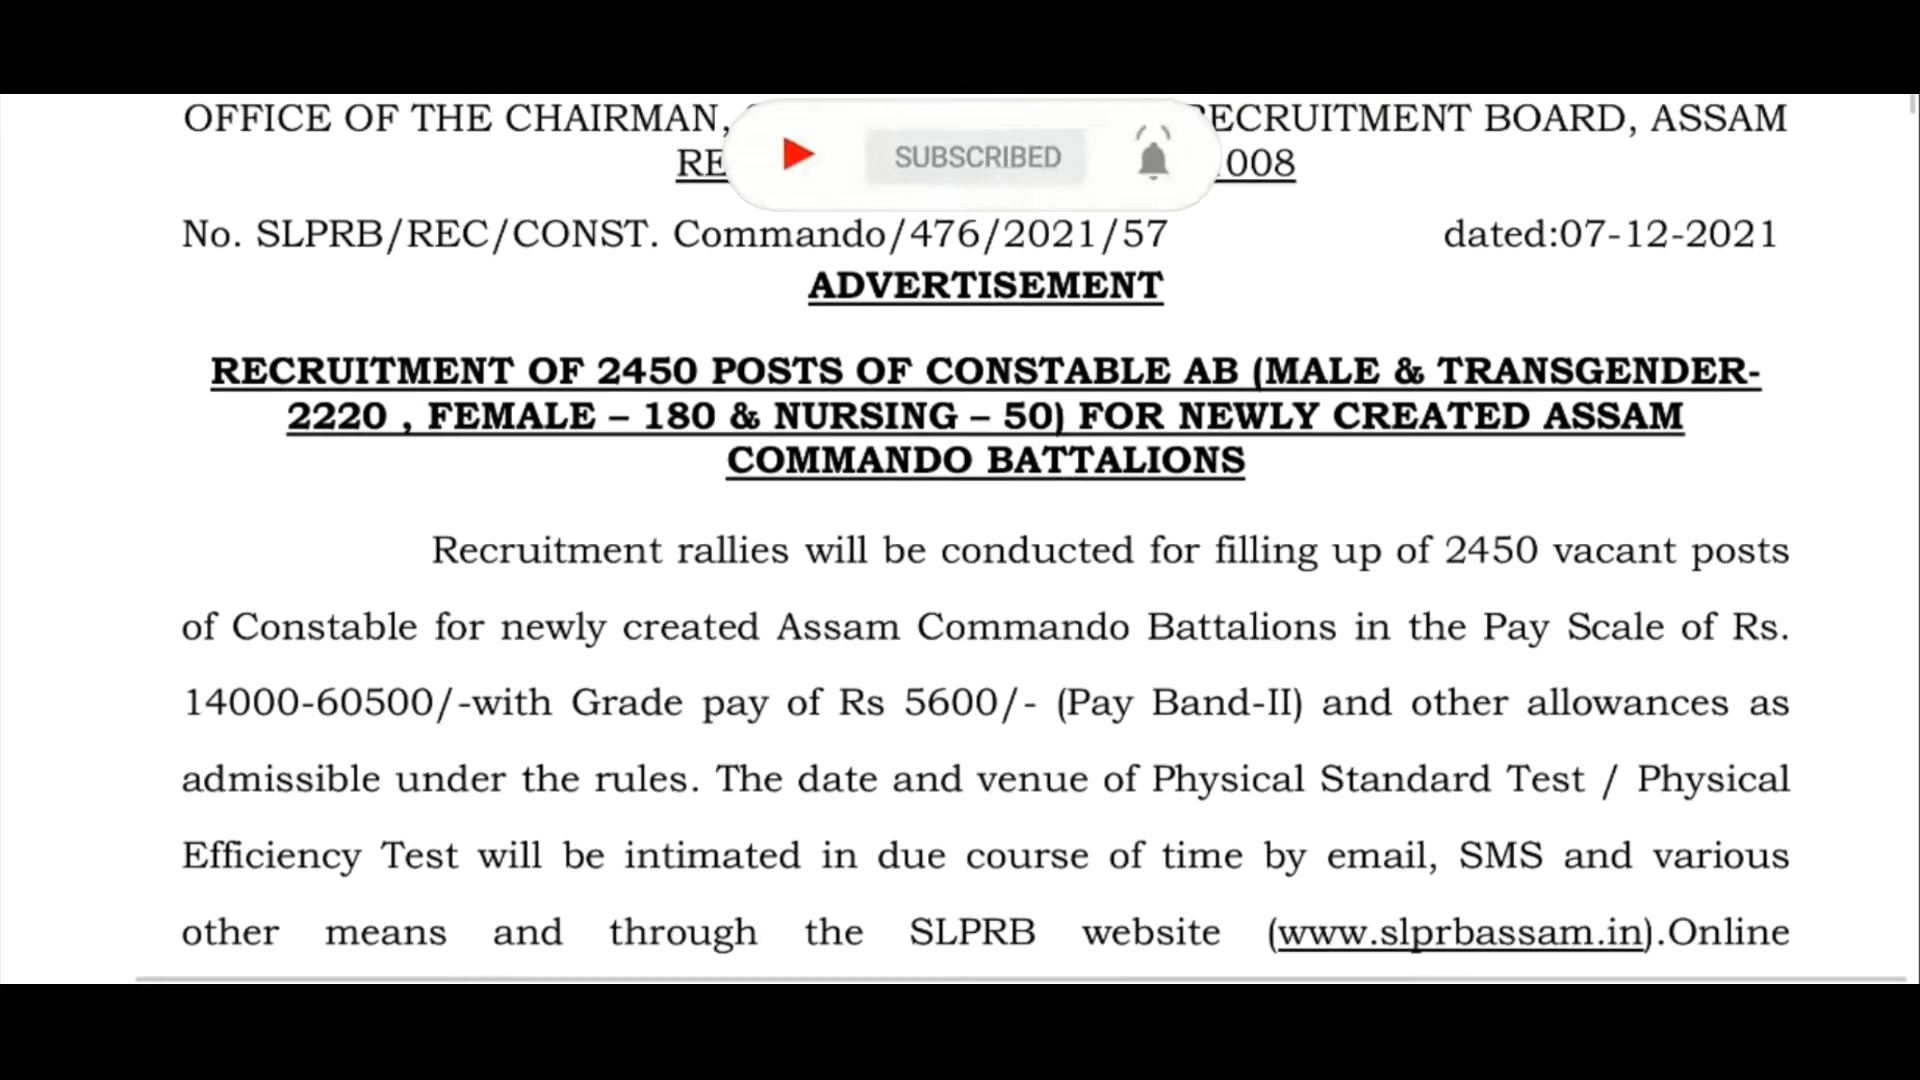 OFFICE OF THE CHAIRMAN, RECRUITMENT BOARD, ASSAM
SUBSCRIBED
No. SLPRB/REC/CONST. Commando/476/2021/57 dated:07-12-2021
ADVERTISEMENT
RECRUITMENT OF 2450 POSTS OF CONSTABLE AB (MALE & TRANSGENDER-
2220 , FEMALE – 180 & NURSING – 50) FOR NEWLY CREATED ASSAM
COMMANDO BATTALIONS
Recruitment rallies will be conducted for filling up of 2450 vacant posts
of Constable for newly created Assam Commando Battalions in the Pay Scale of Rs.
14000-60500/-with Grade pay of Rs 5600/- (Pay Band-II) and other allowances as
admissible under the rules. The date and venue of Physical Standard Test / Physical
Efficiency Test will be intimated in due course of time by email, SMS and various
other means and through the SLPRB website (www.slprbassam.in).Online